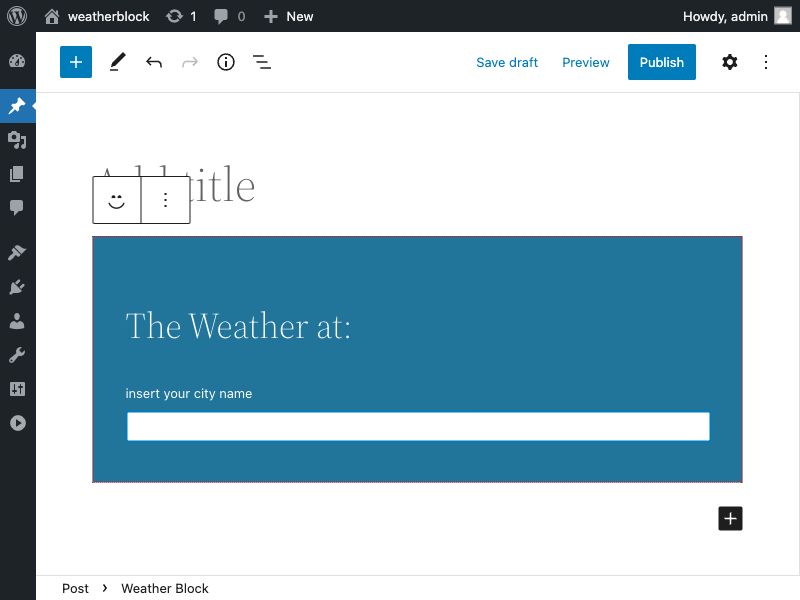 weatherblock 1 0 New Howdy, admin
Save draft Preview Publish
Add title
The Weather at:
insert your city name
Post Weather Block